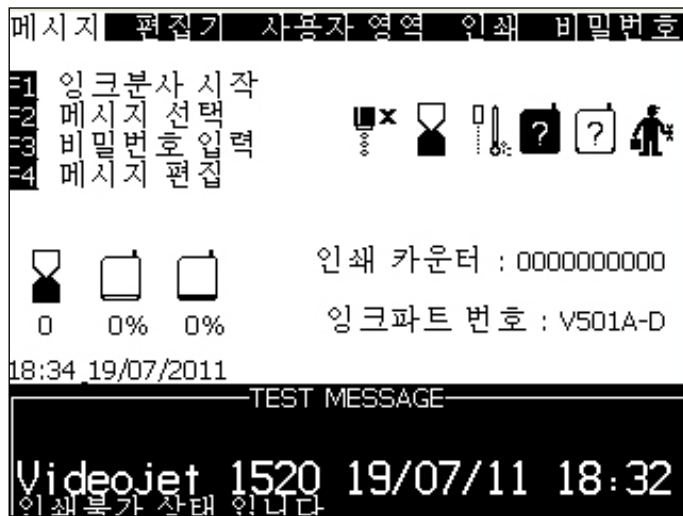 메시지 편집기 사용자 영역 인쇄 비밀번호
F1 잉크분사 시작
F2 메시지 선택
F3 비밀번호 입력
F4 메시지 편집
? ?
인쇄 카운터 : 0000000000
0 0% 0%
잉크파트 번호 : V501A-D
18:34 19/07/2011
TEST MESSAGE
Videojet 1520 19/07/11 18:32
인쇄불가 상태 입니다